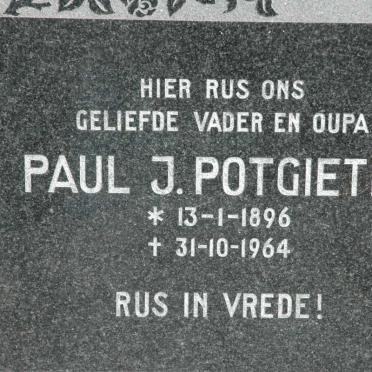 HIER RUS ONS
GELIEFDE VADER EN OUPA
PAUL J. POTGIET
* 13-1-1896
† 31-10-1964
RUS IN VREDE!